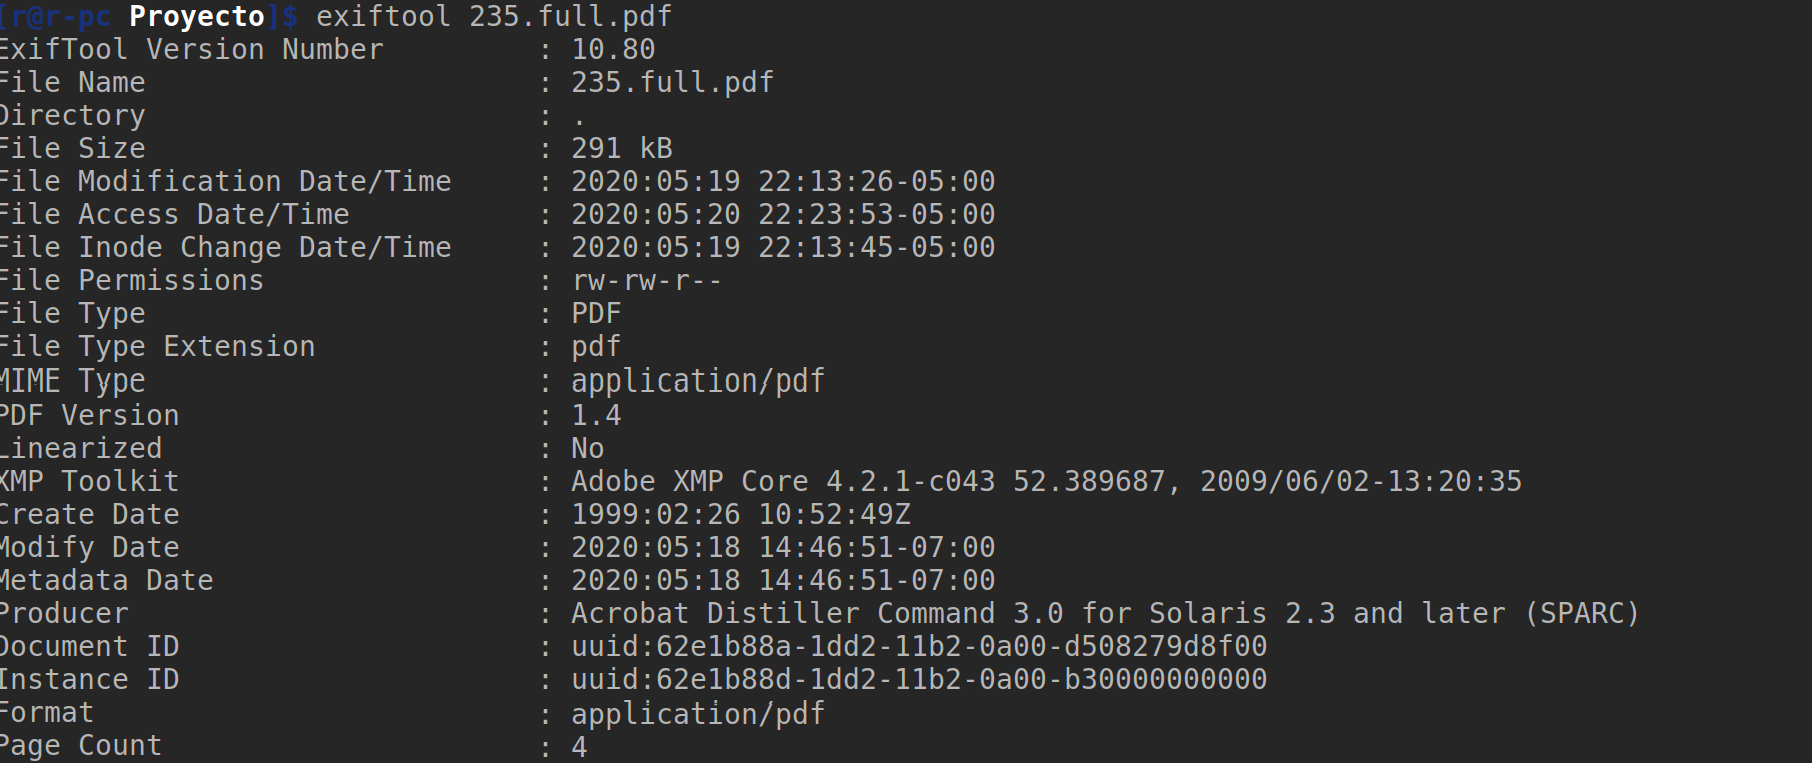 [r@r-pc Proyecto]$ exiftool 235.full.pdf
ExifTool Version Number : 10.80
File Name : 235.full.pdf
Directory : .
File Size : 291 kB
File Modification Date/Time : 2020:05:19 22:13:26-05:00
File Access Date/Time : 2020:05:20 22:23:53-05:00
File Inode Change Date/Time : 2020:05:19 22:13:45-05:00
File Permissions : rw-rw-r--
File Type : PDF
File Type Extension : pdf
MIME Type : application/pdf
PDF Version : 1.4
Linearized : No
XMP Toolkit : Adobe XMP Core 4.2.1-c043 52.389687, 2009/06/02-13:20:35
Create Date : 1999:02:26 10:52:49Z
Modify Date : 2020:05:18 14:46:51-07:00
Metadata Date : 2020:05:18 14:46:51-07:00
Producer : Acrobat Distiller Command 3.0 for Solaris 2.3 and later (SPARC)
Document ID : uuid:62e1b88a-1dd2-11b2-0a00-d508279d8f00
Instance ID : uuid:62e1b88d-1dd2-11b2-0a00-b30000000000
Format : application/pdf
Page Count : 4